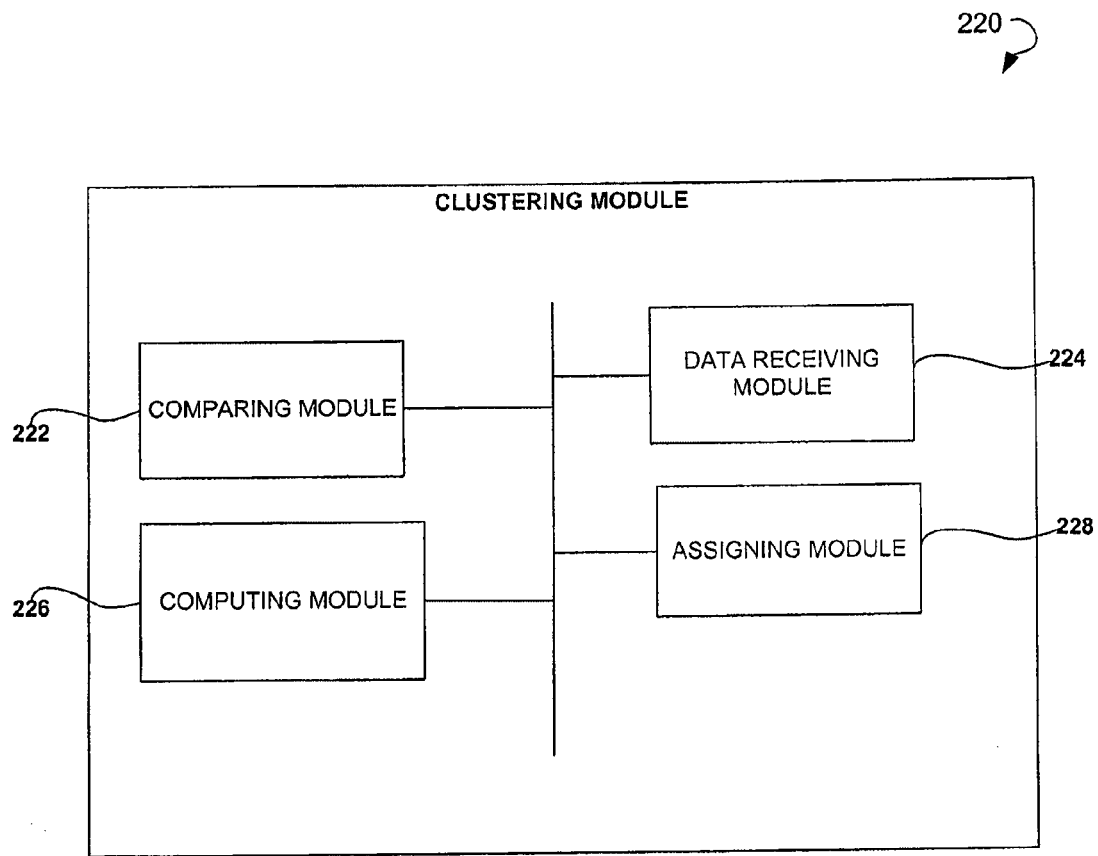 220
CLUSTERING MODULE
DATA RECEIVING
MODULE
224
COMPARING MODULE
222
ASSIGNING MODULE
228
COMPUTING MODULE
226